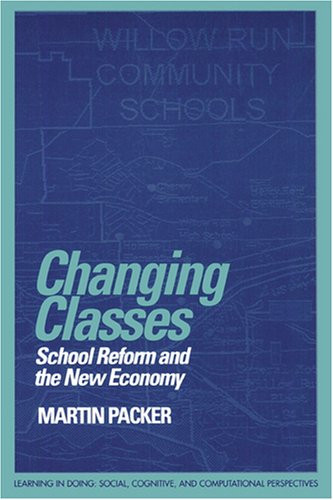 WILLOW RUN
COMMUNITY
SCHOOLS
Changing
Classes
School Reform and
the New Economy
MARTIN PACKER
LEARNING IN DOING: SOCIAL, COGNITIVE, AND COMPUTATIONAL PERSPECTIVES